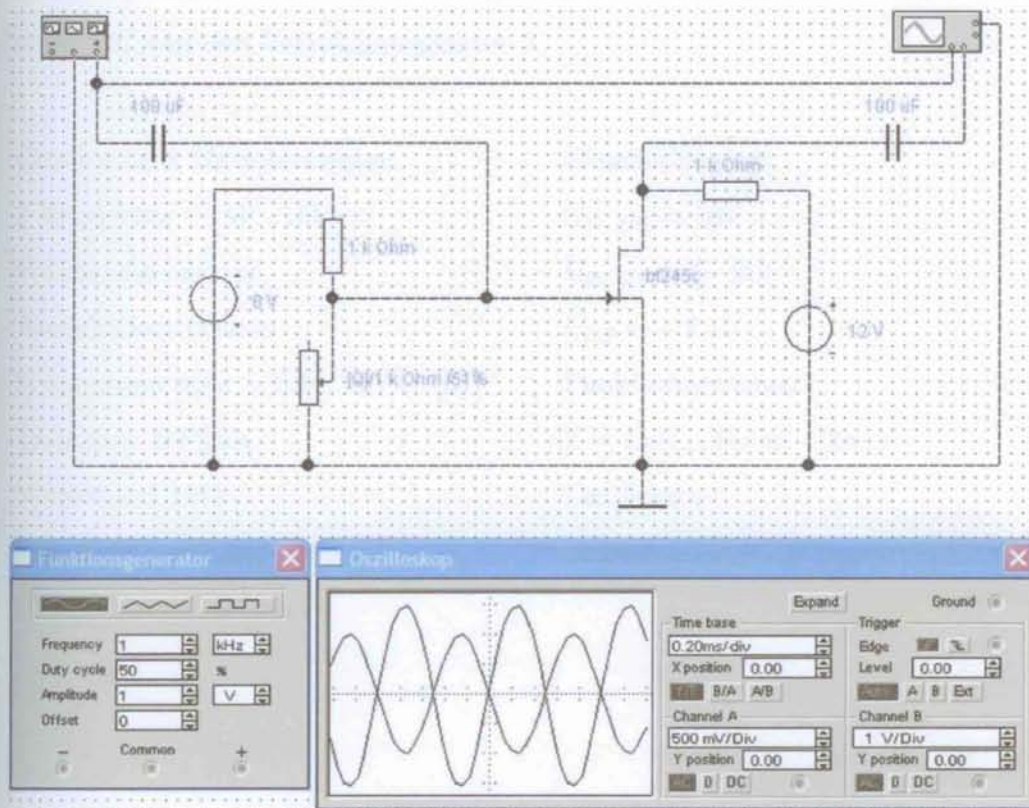 100 uF
100 uF
1 k Ohm
1 k Ohm
bf245c
12 V
Funktionsgenerator
Frequency 1 kHz
Duty cycle 50 %
Amplitude 1 V
Offset 0
- Common +
Oszilloskop
Expand
Ground
Time base
0.20ms/div
X position 0.00
Y/T B/A A/B
Trigger
Edge
Level 0.00
Auto A B Ext
Channel A
500 mV/Div
Y position 0.00
AC 0 DC
Channel B
1 V/Div
Y position 0.00
AC 0 DC